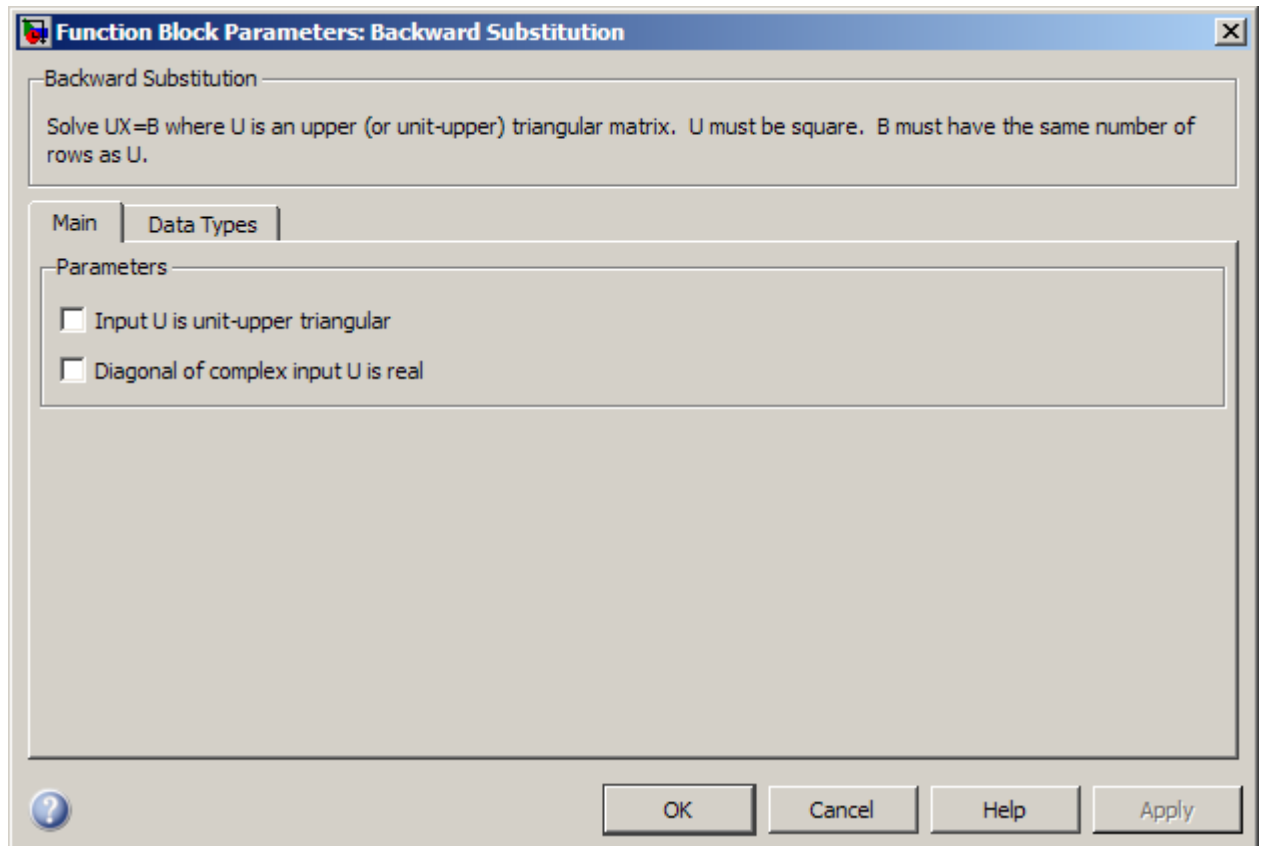 Function Block Parameters: Backward Substitution
Backward Substitution
Solve UX=B where U is an upper (or unit-upper) triangular matrix.  U must be square.  B must have the same number of
rows as U.
Main
Data Types
Parameters
Input U is unit-upper triangular
Diagonal of complex input U is real
OK
Cancel
Help
Apply